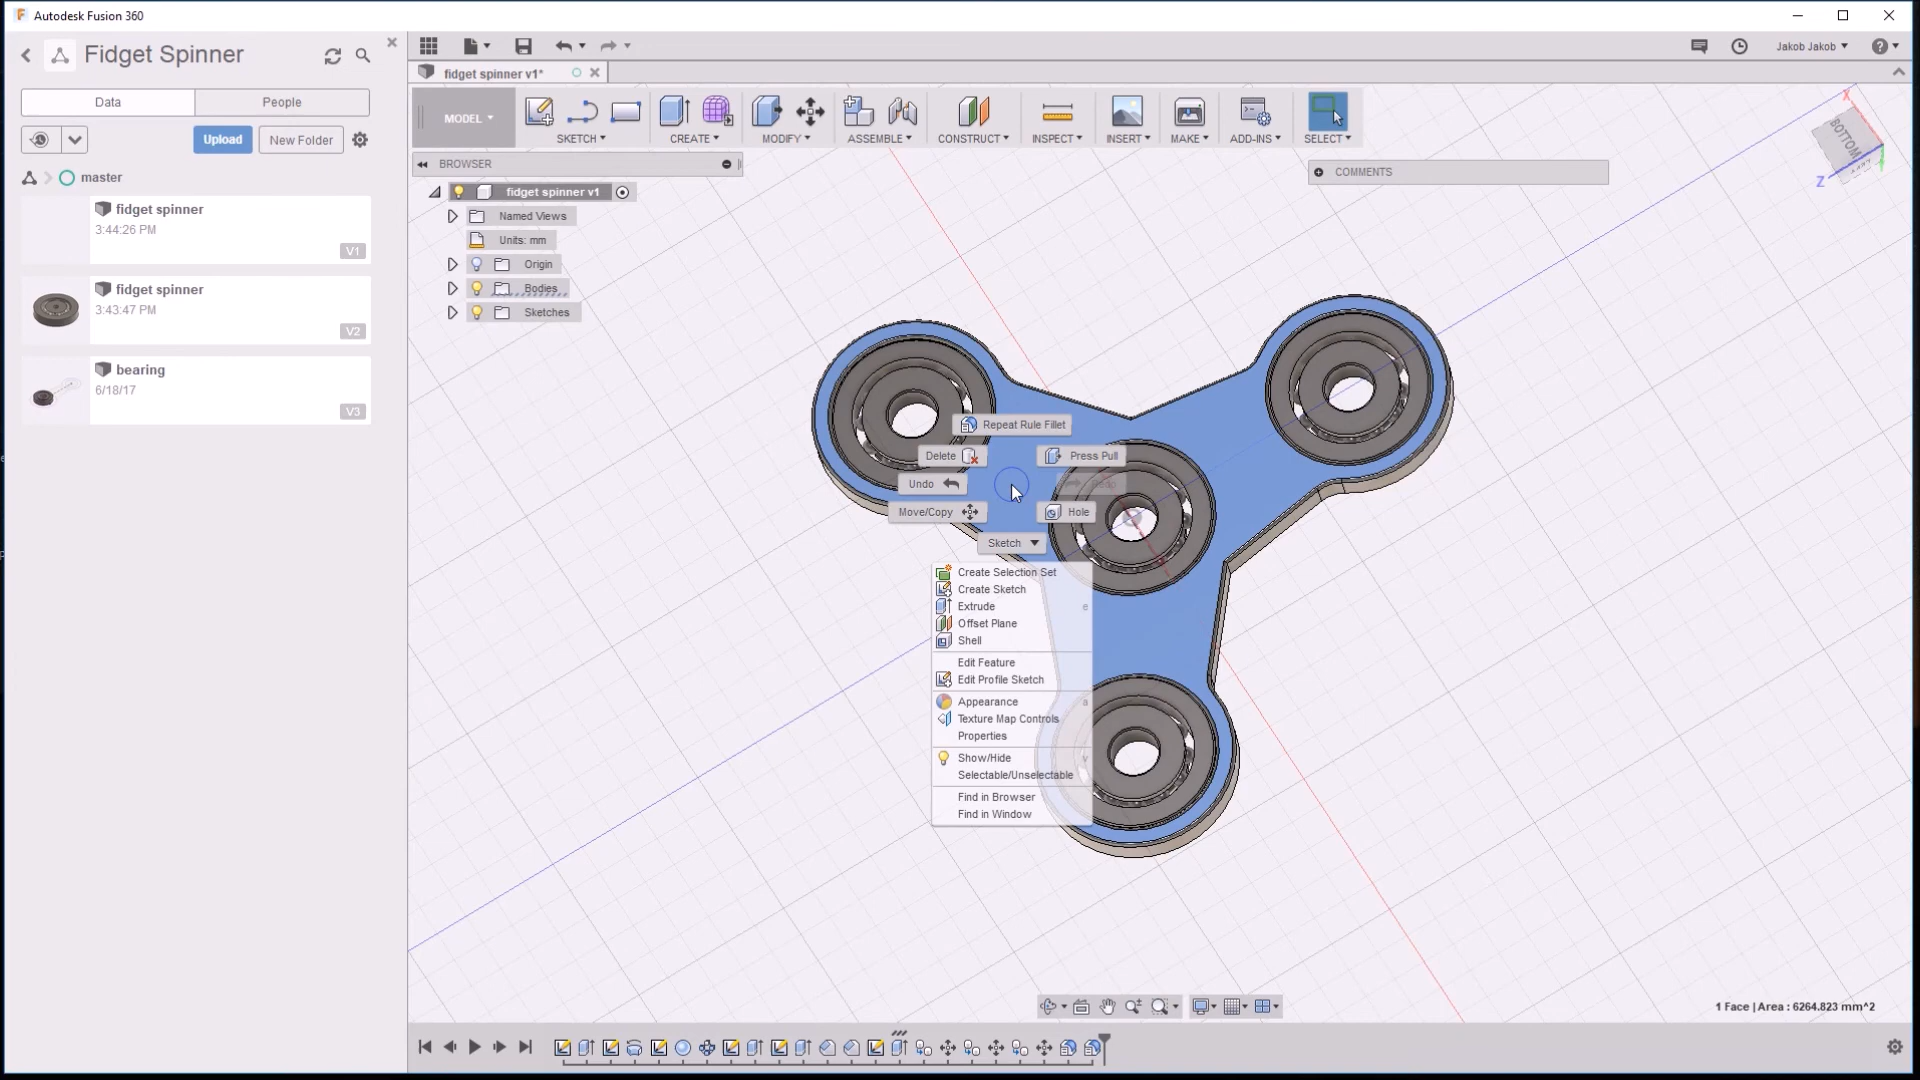 Autodesk Fusion 360
Fidget Spinner
Data
People
Upload
New Folder
master
fidget spinner
3:44:26 PM
V1
fidget spinner
3:43:47 PM
V2
bearing
6/18/17
V3
Jakob Jakob
fidget spinner v1*
MODEL
SKETCH
CREATE
MODIFY
ASSEMBLE
CONSTRUCT
INSPECT
INSERT
MAKE
ADD-INS
SELECT
BROWSER
fidget spinner v1
Named Views
Units: mm
Origin
Bodies
Sketches
COMMENTS
X
BOTTOM
Z
Repeat Rule Fillet
Delete
Press Pull
Undo
Redo
Move/Copy
Hole
Sketch
Create Selection Set
Create Sketch
Extrude e
Offset Plane
Shell
Edit Feature
Edit Profile Sketch
Appearance a
Texture Map Controls
Properties
Show/Hide v
Selectable/Unselectable
Find in Browser
Find in Window
1 Face | Area : 6264.823 mm^2